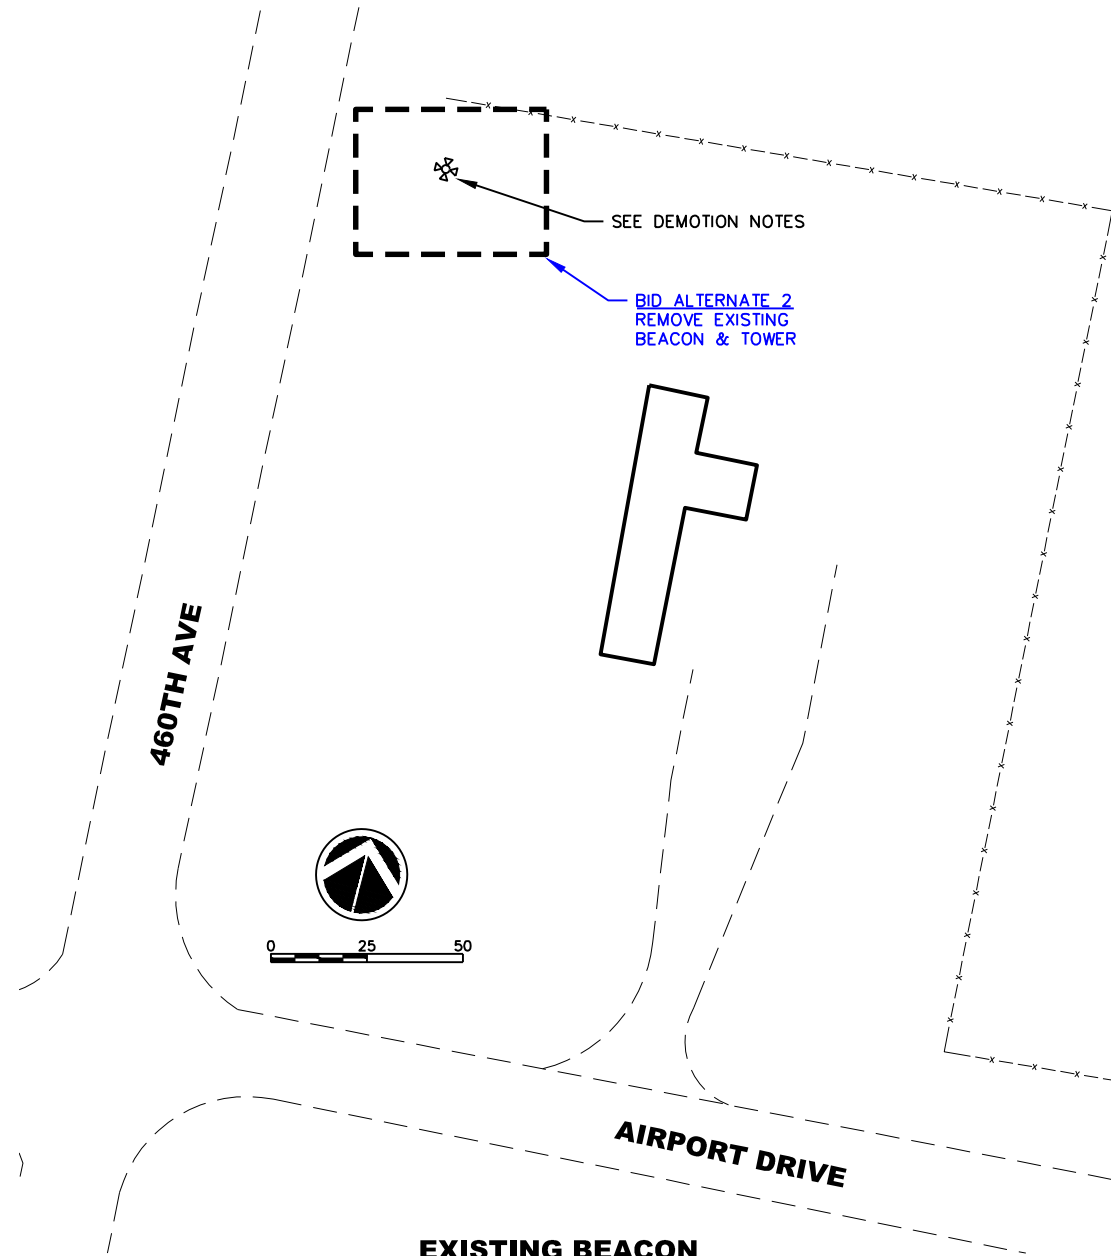 SEE DEMOTION NOTES
BID ALTERNATE 2
REMOVE EXISTING
BEACON & TOWER
460TH AVE
0 25 50
AIRPORT DRIVE
EXISTING BEACON